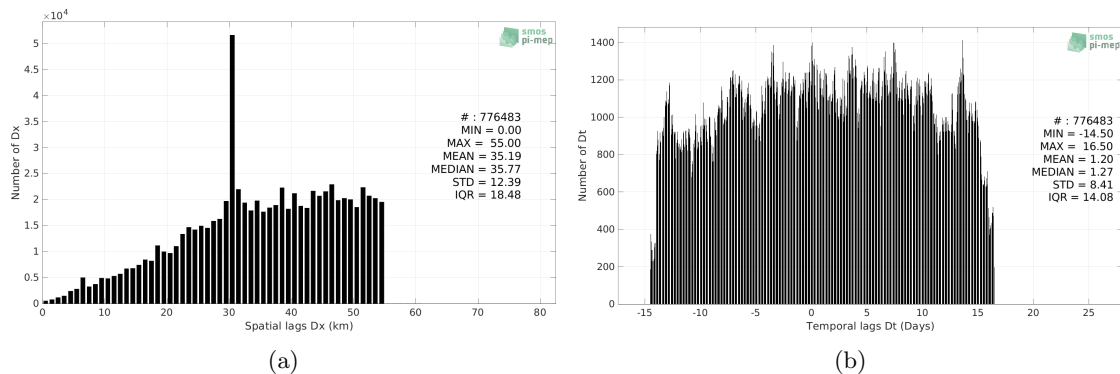 ×10⁴
5
4.5
4
3.5
3
2.5
2
1.5
1
0.5
0
Number of Dx
0 10 20 30 40 50 60 70 80
Spatial lags Dx (km)
smos
pi-mep
# : 776483
MIN = 0.00
MAX = 55.00
MEAN = 35.19
MEDIAN = 35.77
STD = 12.39
IQR = 18.48
(a)
1400
1200
1000
800
600
400
200
0
Number of Dt
-15 -10 -5 0 5 10 15 20 25
Temporal lags Dt (Days)
smos
pi-mep
# : 776483
MIN = -14.50
MAX = 16.50
MEAN = 1.20
MEDIAN = 1.27
STD = 8.41
IQR = 14.08
(b)